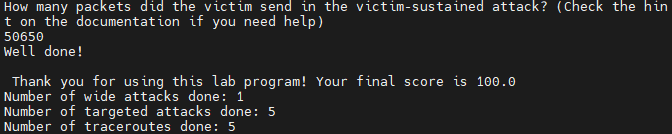 How many packets did the victim send in the victim-sustained attack? (Check the hin
t on the documentation if you need help)
50650
Well done!
 Thank you for using this lab program! Your final score is 100.0
Number of wide attacks done: 1
Number of targeted attacks done: 5
Number of traceroutes done: 5